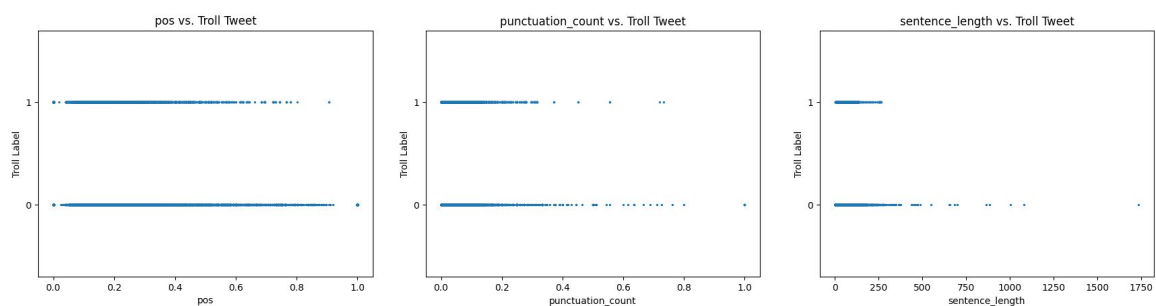 pos vs. Troll Tweet
Troll Label
1
0
0.0 0.2 0.4 0.6 0.8 1.0
pos
punctuation_count vs. Troll Tweet
Troll Label
1
0
0.0 0.2 0.4 0.6 0.8 1.0
punctuation_count
sentence_length vs. Troll Tweet
Troll Label
1
0
0 250 500 750 1000 1250 1500 1750
sentence_length